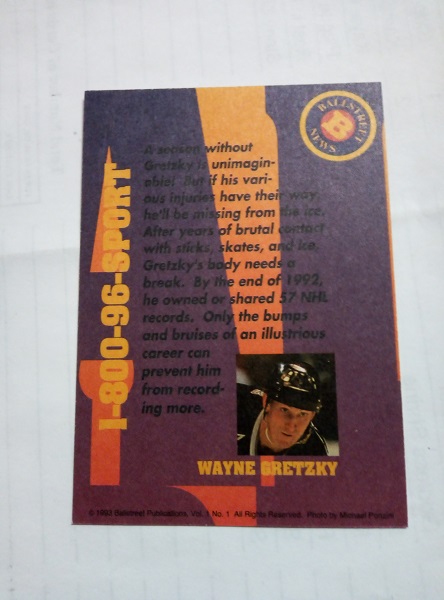 BALLSTREET
B
NEWS
1-800-96-SPORT
A season without
Gretzky is unimagin-
able! But if his vari-
ous injuries have their way,
he'll be missing from the ice.
After years of brutal contact
with sticks, skates, and ice,
Gretzky's body needs a
break. By the end of 1992,
he owned or shared 57 NHL
records. Only the bumps
and bruises of an illustrious
career can
prevent him
from record-
ing more.
WAYNE GRETZKY
© 1993 Ballstreet Publications, Vol. 1 No. 1 All Rights Reserved. Photo by Michael